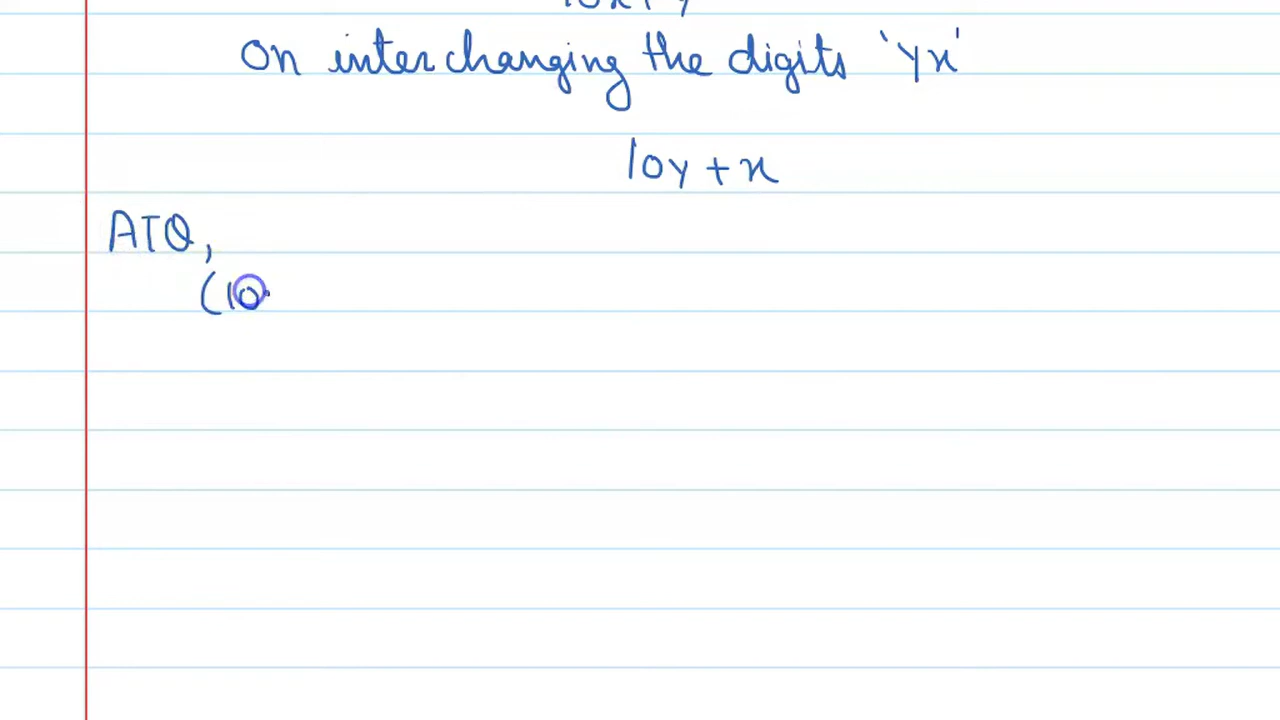 On interchanging the digits 'yx'
10y + x
ATQ,
(10